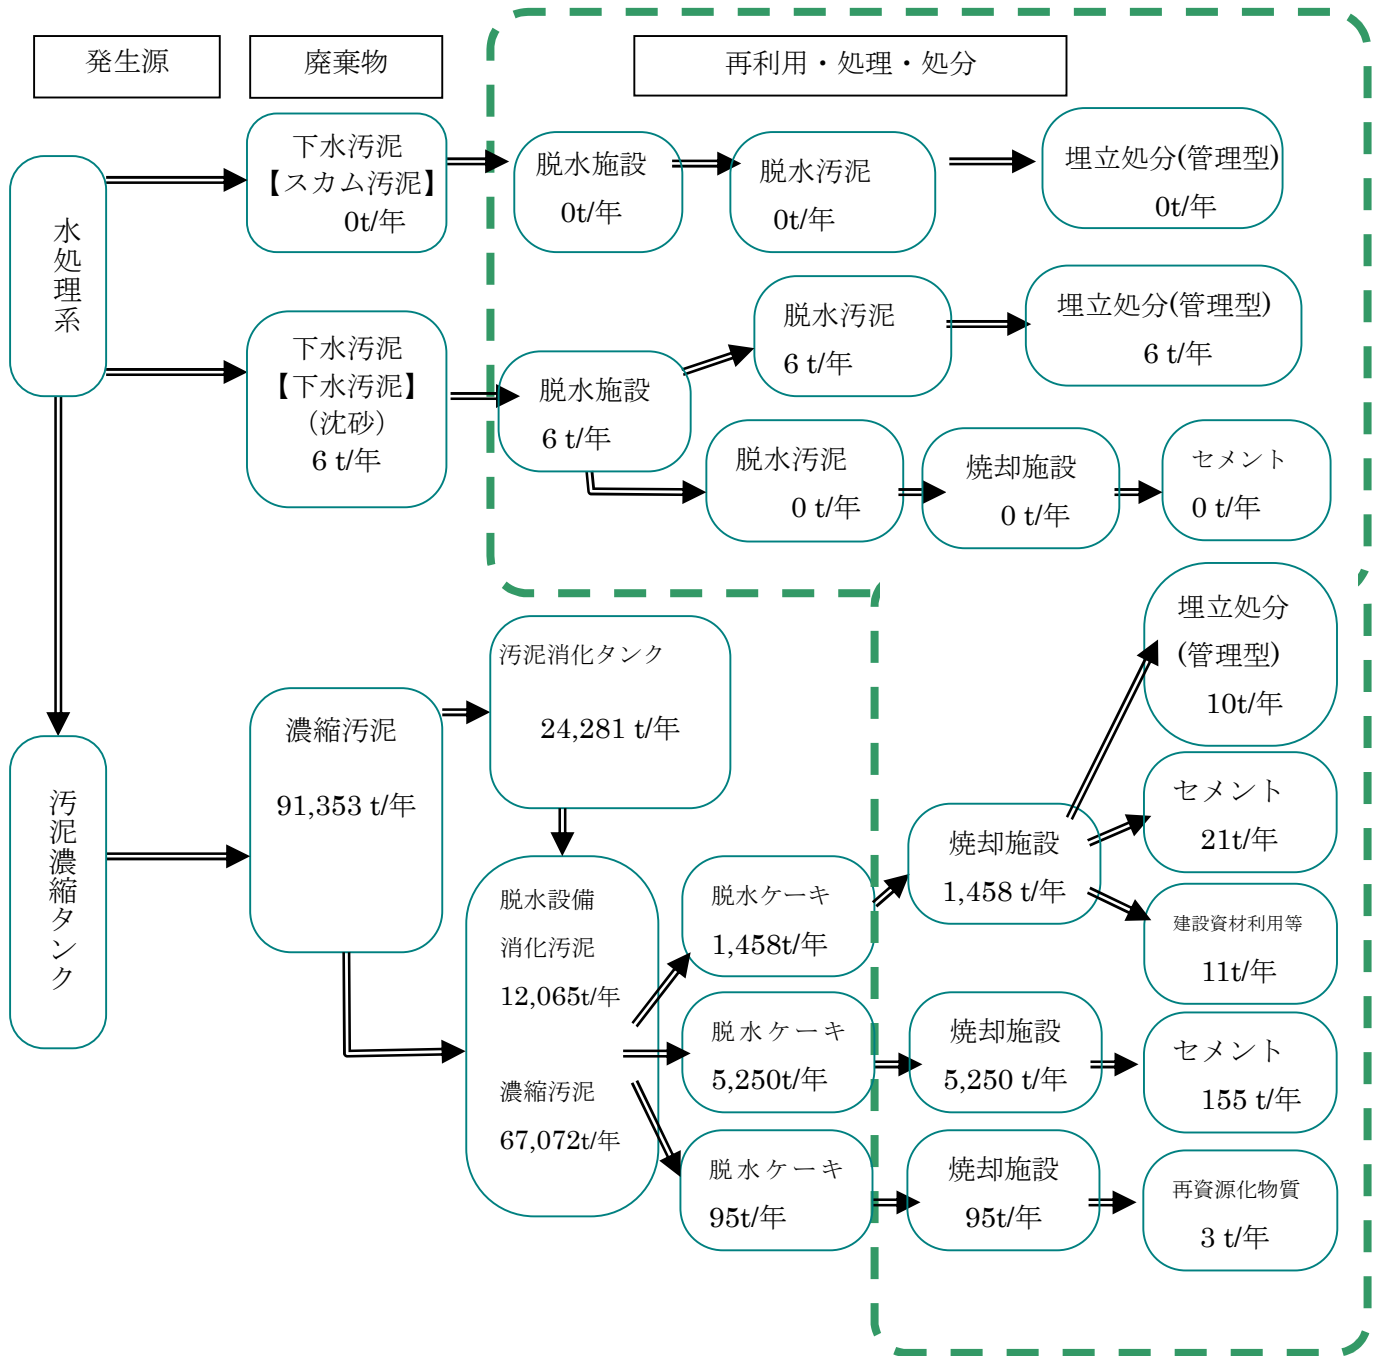 発生源
廃棄物
再利用・処理・処分
水処理系
下水汚泥
【スカム汚泥】
0t/年
脱水施設
0t/年
脱水汚泥
0t/年
埋立処分(管理型)
0t/年
下水汚泥
【下水汚泥】
（沈砂）
6 t/年
脱水施設
6 t/年
脱水汚泥
6 t/年
埋立処分(管理型)
6 t/年
脱水汚泥
0 t/年
焼却施設
0 t/年
セメント
0 t/年
汚泥濃縮タンク
濃縮汚泥
91,353 t/年
汚泥消化タンク
24,281 t/年
脱水設備
消化汚泥
12,065t/年
濃縮汚泥
67,072t/年
脱水ケーキ
1,458t/年
焼却施設
1,458 t/年
埋立処分
(管理型)
10t/年
セメント
21t/年
建設資材利用等
11t/年
脱水ケーキ
5,250t/年
焼却施設
5,250 t/年
セメント
155 t/年
脱水ケーキ
95t/年
焼却施設
95t/年
再資源化物質
3 t/年